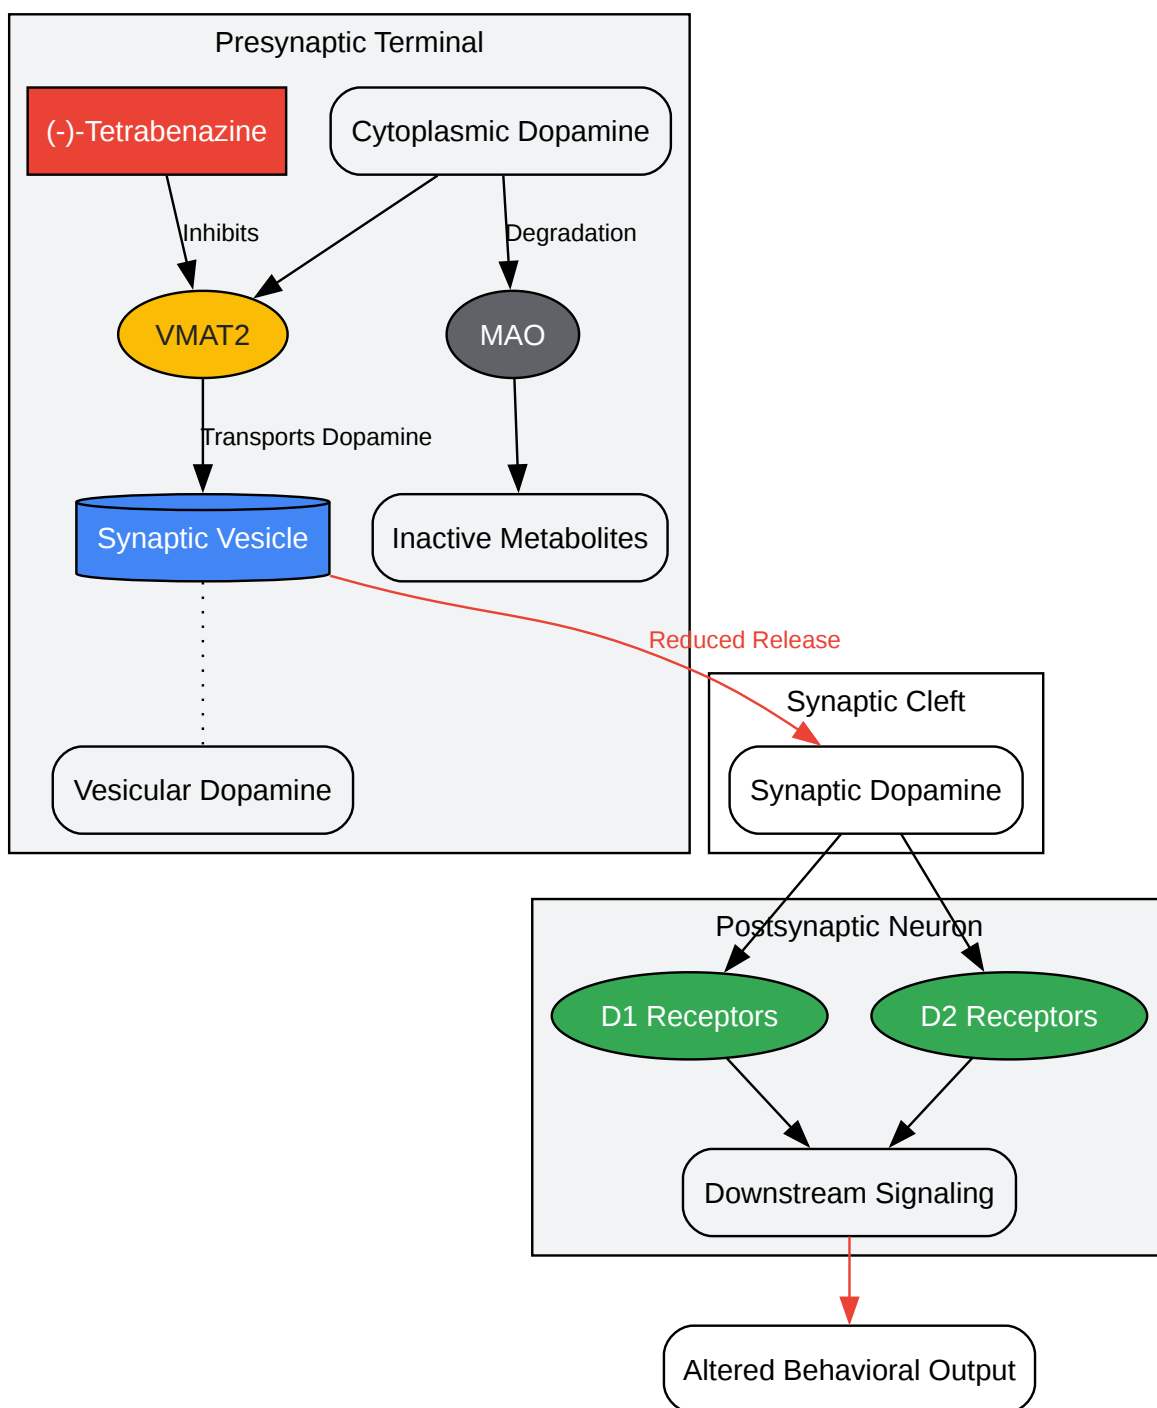 Presynaptic Terminal
(-)-Tetrabenazine
Cytoplasmic Dopamine
Inhibits
Degradation
VMAT2
MAO
Transports Dopamine
Synaptic Vesicle
Inactive Metabolites
Reduced Release
Synaptic Cleft
Vesicular Dopamine
Synaptic Dopamine
Postsynaptic Neuron
D1 Receptors
D2 Receptors
Downstream Signaling
Altered Behavioral Output